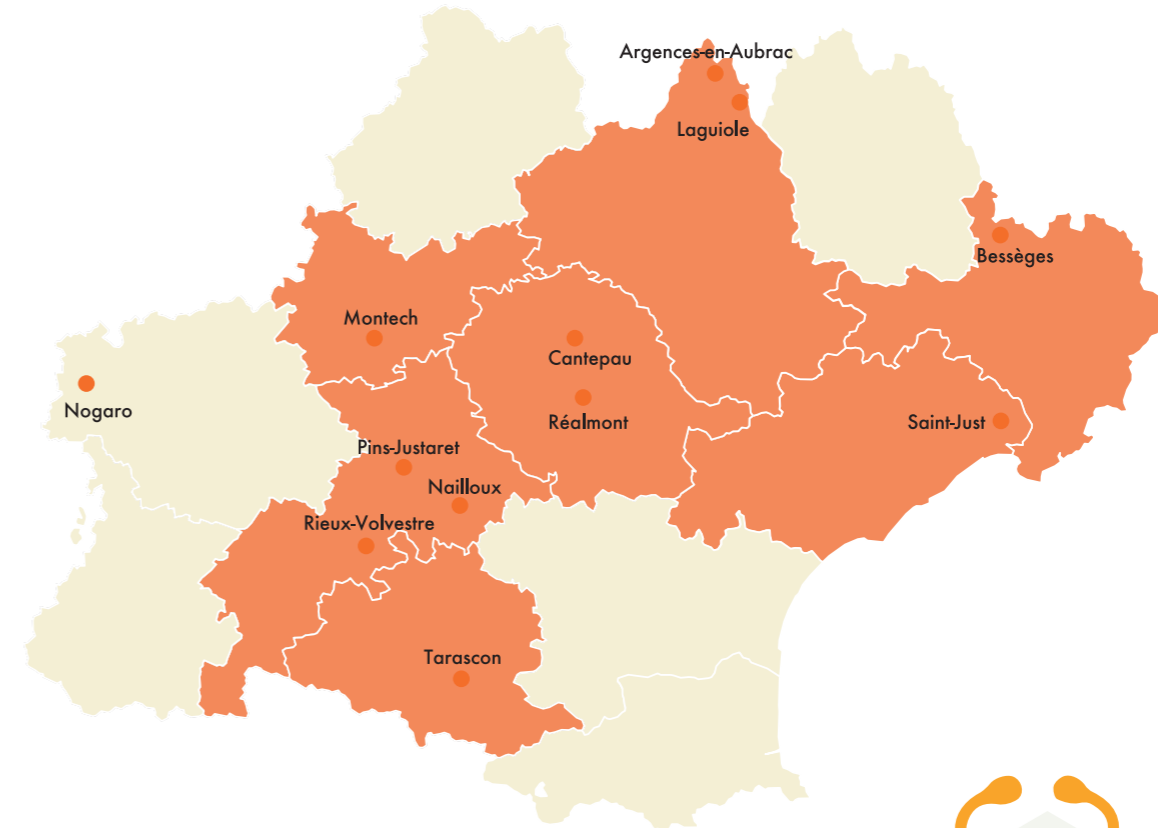 Argences-en-Aubrac
Laguiole
Bessèges
Montech
Cantepau
Nogaro
Réalmont
Saint-Just
Pins-Justaret
Nailloux
Rieux-Volvestre
Tarascon